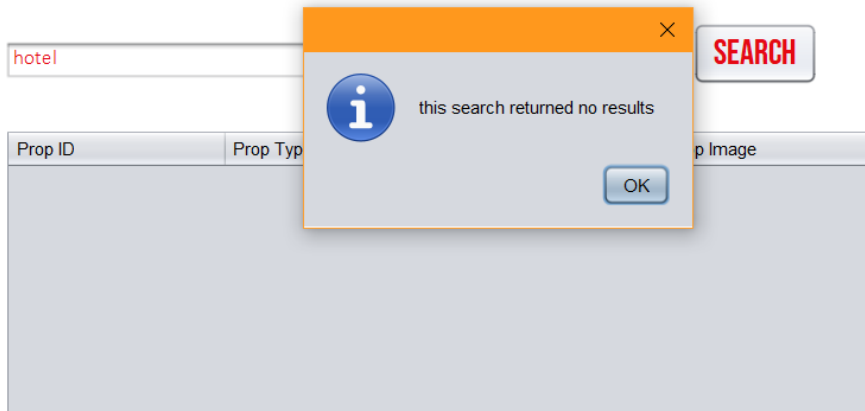 hotel
SEARCH
this search returned no results
OK
Prop ID
Prop Typ
p Image